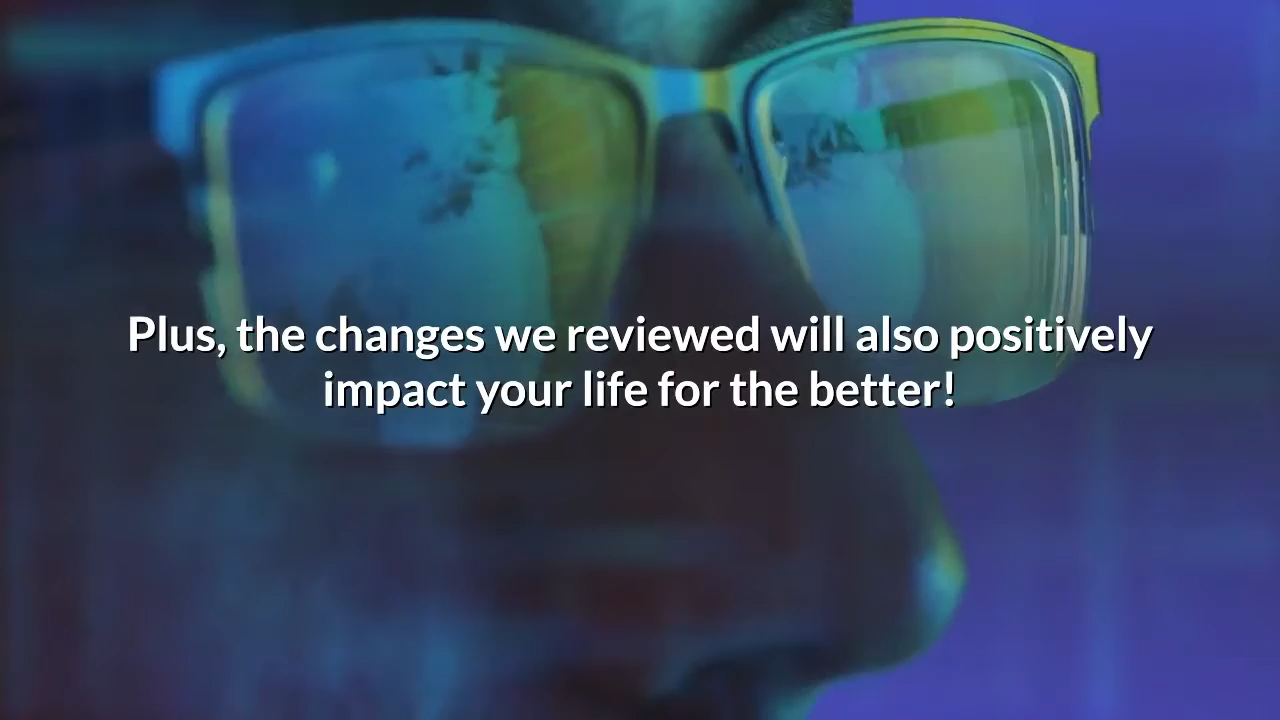 Plus, the changes we reviewed will also positively
impact your life for the better!